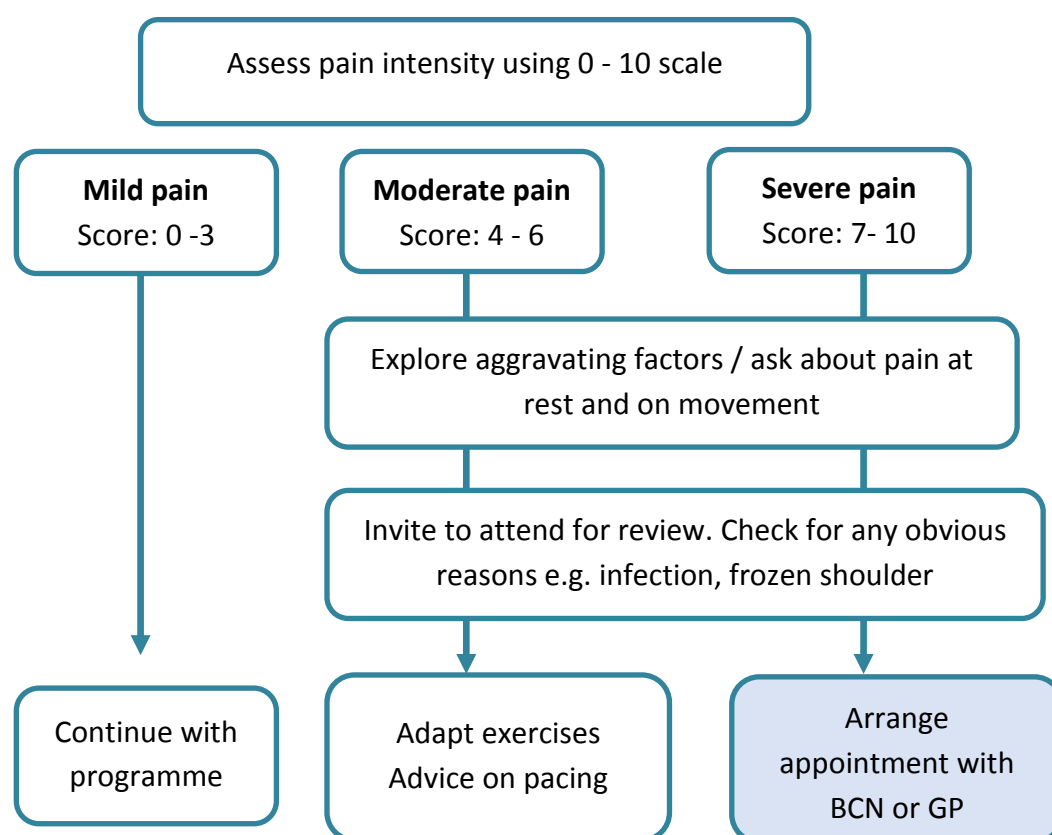 Assess pain intensity using 0 - 10 scale
Mild pain
Score: 0 -3
Moderate pain
Score: 4 - 6
Severe pain
Score: 7- 10
Explore aggravating factors / ask about pain at
rest and on movement
Invite to attend for review. Check for any obvious
reasons e.g. infection, frozen shoulder
Continue with
programme
Adapt exercises
Advice on pacing
Arrange
appointment with
BCN or GP